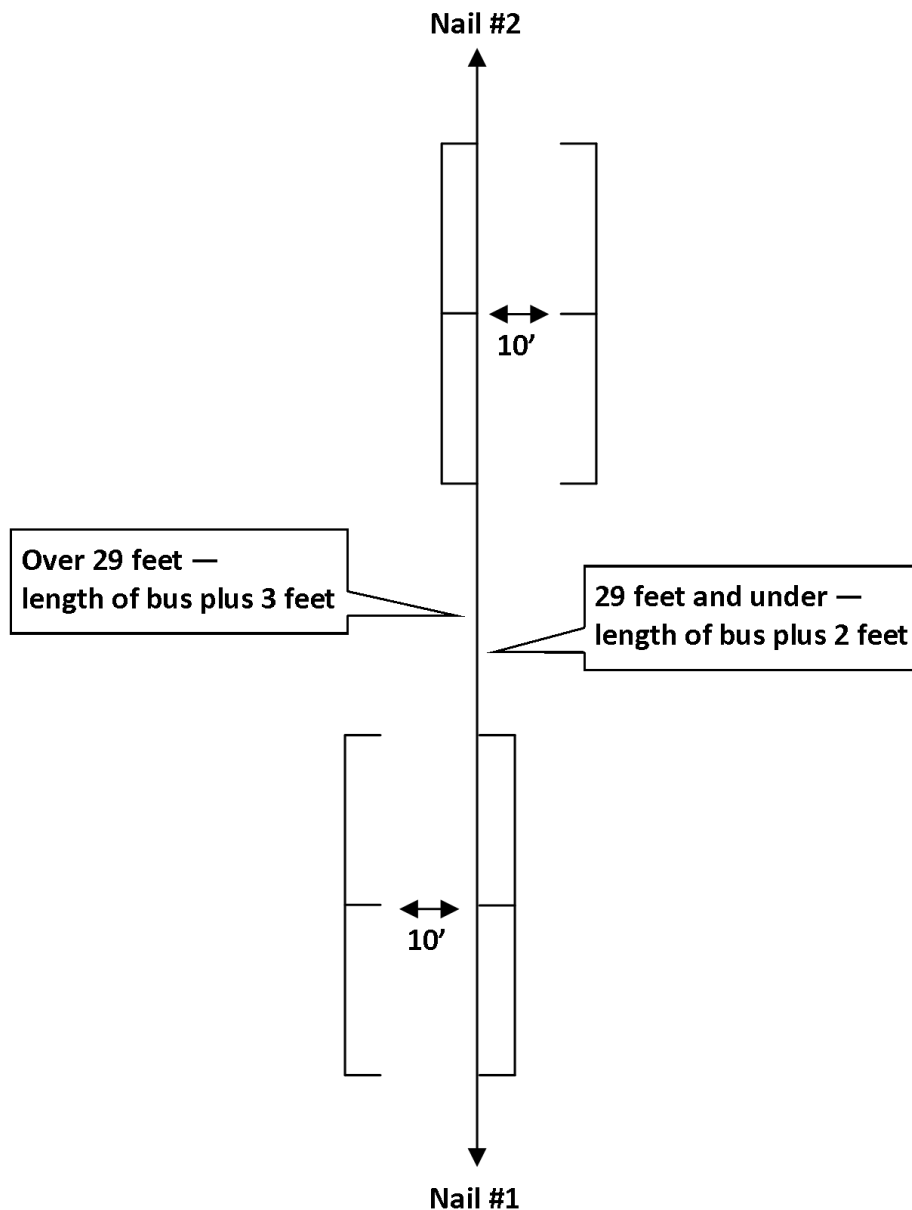 Nail #2
10’
Over 29 feet —
length of bus plus 3 feet
29 feet and under —
length of bus plus 2 feet
10’
Nail #1